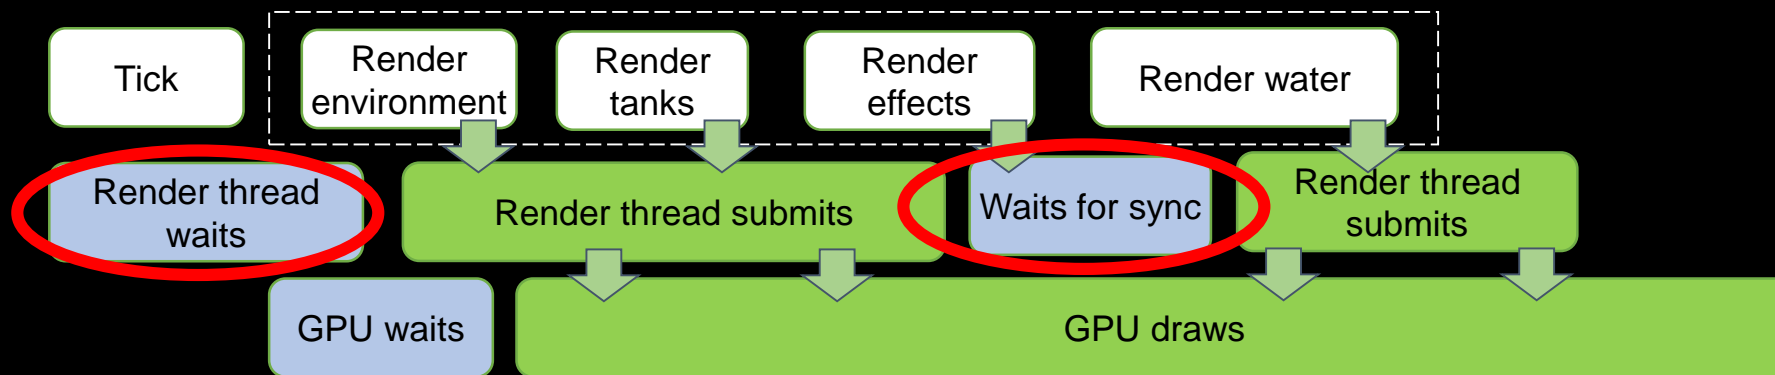 Tick
Render
environment
Render
tanks
Render
effects
Render water
Render thread
waits
Render thread submits
Waits for sync
Render thread
submits
GPU waits
GPU draws